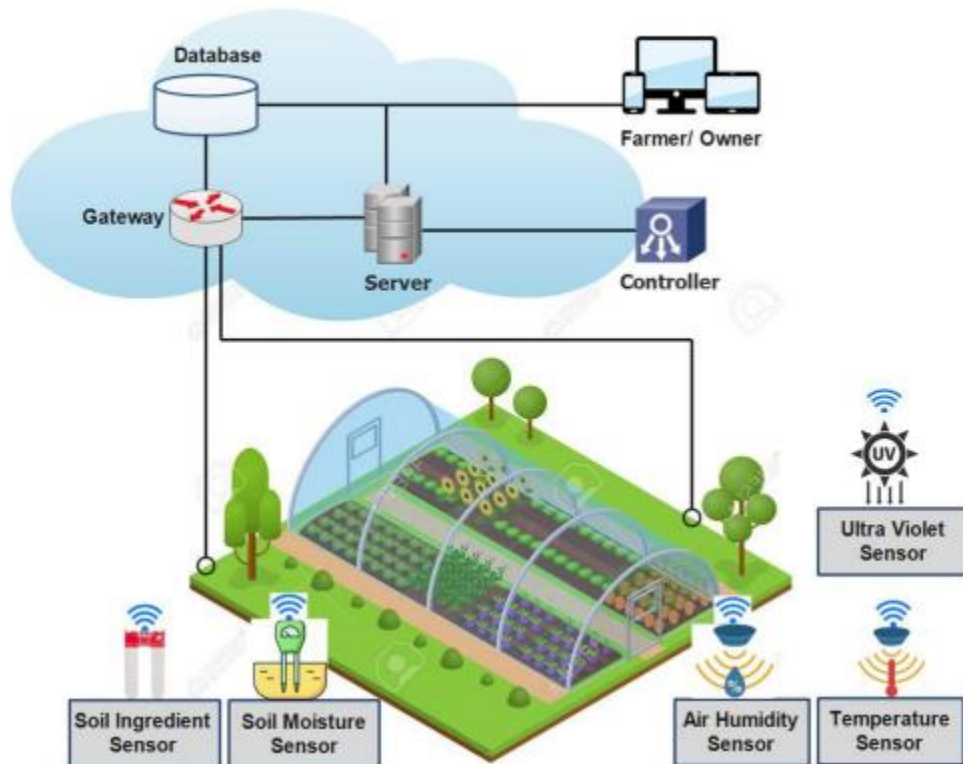 Database
Farmer/ Owner
Gateway
Server
Controller
UV
Ultra Violet
Sensor
%
Soil Ingredient
Sensor
Soil Moisture
Sensor
Air Humidity
Sensor
Temperature
Sensor